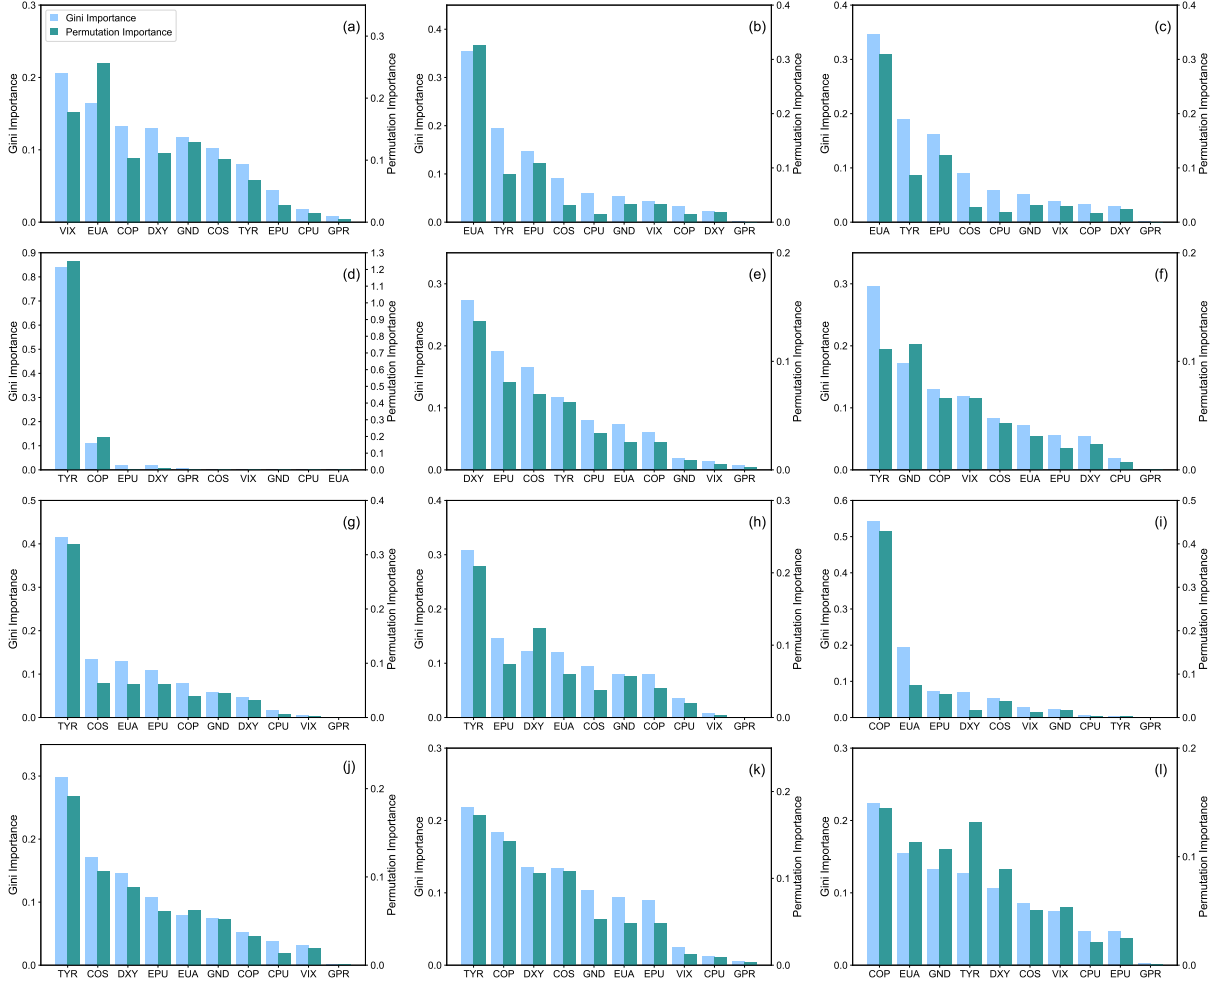 Gini Importance
Permutation Importance
(a)
Gini Importance
0.0
0.1
0.2
0.3
Permutation Importance
0.0
0.1
0.2
0.3
VIX EUA COP DXY GND COS TYR EPU CPU GPR
(b)
Gini Importance
0.0
0.1
0.2
0.3
0.4
Permutation Importance
0.0
0.1
0.2
0.3
0.4
EUA TYR EPU COS CPU GND VIX COP DXY GPR
(c)
Gini Importance
0.0
0.1
0.2
0.3
0.4
Permutation Importance
0.0
0.1
0.2
0.3
0.4
EUA TYR EPU COS CPU GND VIX COP DXY GPR
(d)
Gini Importance
0.0
0.1
0.2
0.3
0.4
0.5
0.6
0.7
0.8
0.9
Permutation Importance
0.0
0.1
0.2
0.3
0.4
0.5
0.6
0.7
0.8
0.9
1.0
1.1
1.2
1.3
TYR COP EPU DXY GPR COS VIX GND CPU EUA
(e)
Gini Importance
0.0
0.1
0.2
0.3
Permutation Importance
0.0
0.1
0.2
DXY EPU COS TYR CPU EUA COP GND VIX GPR
(f)
Gini Importance
0.0
0.1
0.2
0.3
Permutation Importance
0.0
0.1
0.2
TYR GND COP VIX COS EUA EPU DXY CPU GPR
(g)
Gini Importance
0.0
0.1
0.2
0.3
0.4
0.5
Permutation Importance
0.0
0.1
0.2
0.3
0.4
TYR COS EUA EPU COP GND DXY CPU VIX GPR
(h)
Gini Importance
0.0
0.1
0.2
0.3
0.4
Permutation Importance
0.0
0.1
0.2
0.3
TYR EPU DXY EUA COS GND COP CPU VIX GPR
(i)
Gini Importance
0.0
0.1
0.2
0.3
0.4
0.5
0.6
Permutation Importance
0.0
0.1
0.2
0.3
0.4
0.5
COP EUA EPU DXY COS VIX GND CPU TYR GPR
(j)
Gini Importance
0.0
0.1
0.2
0.3
Permutation Importance
0.0
0.1
0.2
TYR COS DXY EPU EUA GND COP CPU VIX GPR
(k)
Gini Importance
0.0
0.1
0.2
0.3
Permutation Importance
0.0
0.1
0.2
TYR COP DXY COS GND EUA EPU VIX CPU GPR
(l)
Gini Importance
0.0
0.1
0.2
0.3
Permutation Importance
0.0
0.1
0.2
COP EUA GND TYR DXY COS VIX CPU EPU GPR